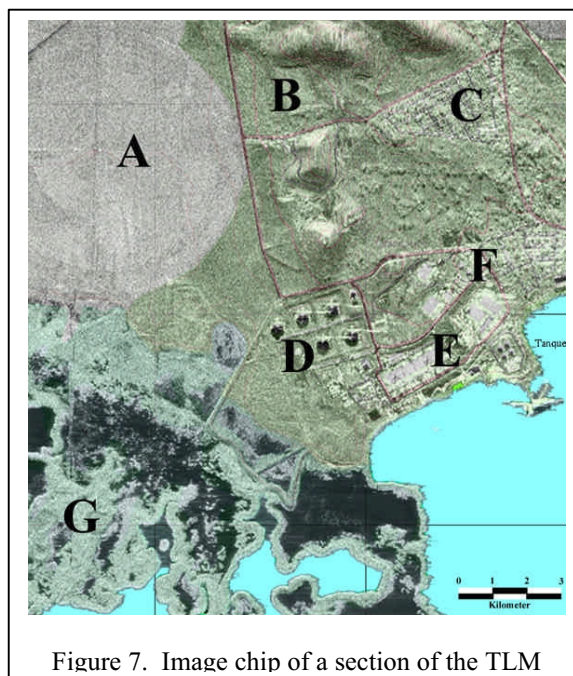 B
C
A
F
Tanque
D
E
G
0 1 2 3
Kilometer
Figure 7. Image chip of a section of the TLM